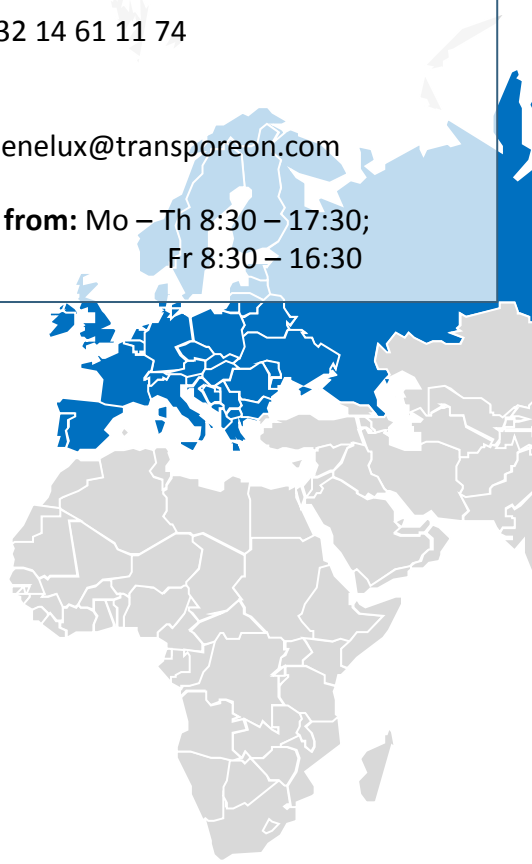 32 14 61 11 74
enelux@transporeon.com
from: Mo – Th 8:30 – 17:30;
Fr 8:30 – 16:30